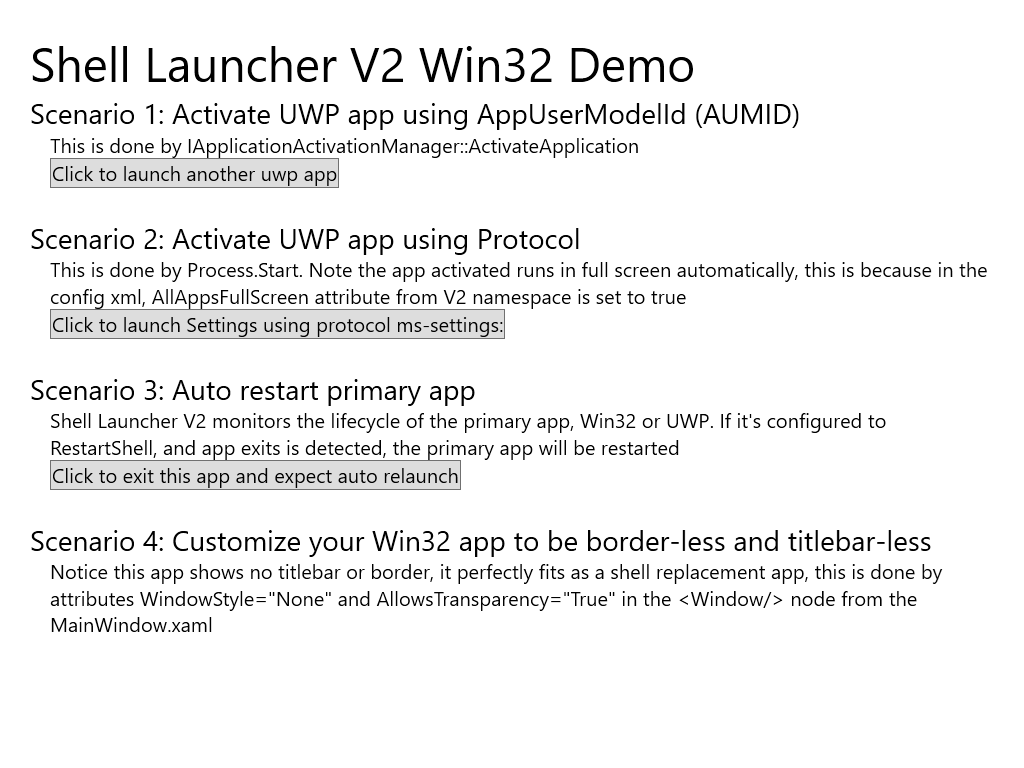 Shell Launcher V2 Win32 Demo
Scenario 1: Activate UWP app using AppUserModelId (AUMID)
This is done by IApplicationActivationManager::ActivateApplication
Click to launch another uwp app
Scenario 2: Activate UWP app using Protocol
This is done by Process.Start. Note the app activated runs in full screen automatically, this is because in the
config xml, AllAppsFullScreen attribute from V2 namespace is set to true
Click to launch Settings using protocol ms-settings:
Scenario 3: Auto restart primary app
Shell Launcher V2 monitors the lifecycle of the primary app, Win32 or UWP. If it's configured to
RestartShell, and app exits is detected, the primary app will be restarted
Click to exit this app and expect auto relaunch
Scenario 4: Customize your Win32 app to be border-less and titlebar-less
Notice this app shows no titlebar or border, it perfectly fits as a shell replacement app, this is done by
attributes WindowStyle="None" and AllowsTransparency="True" in the <Window/> node from the
MainWindow.xaml